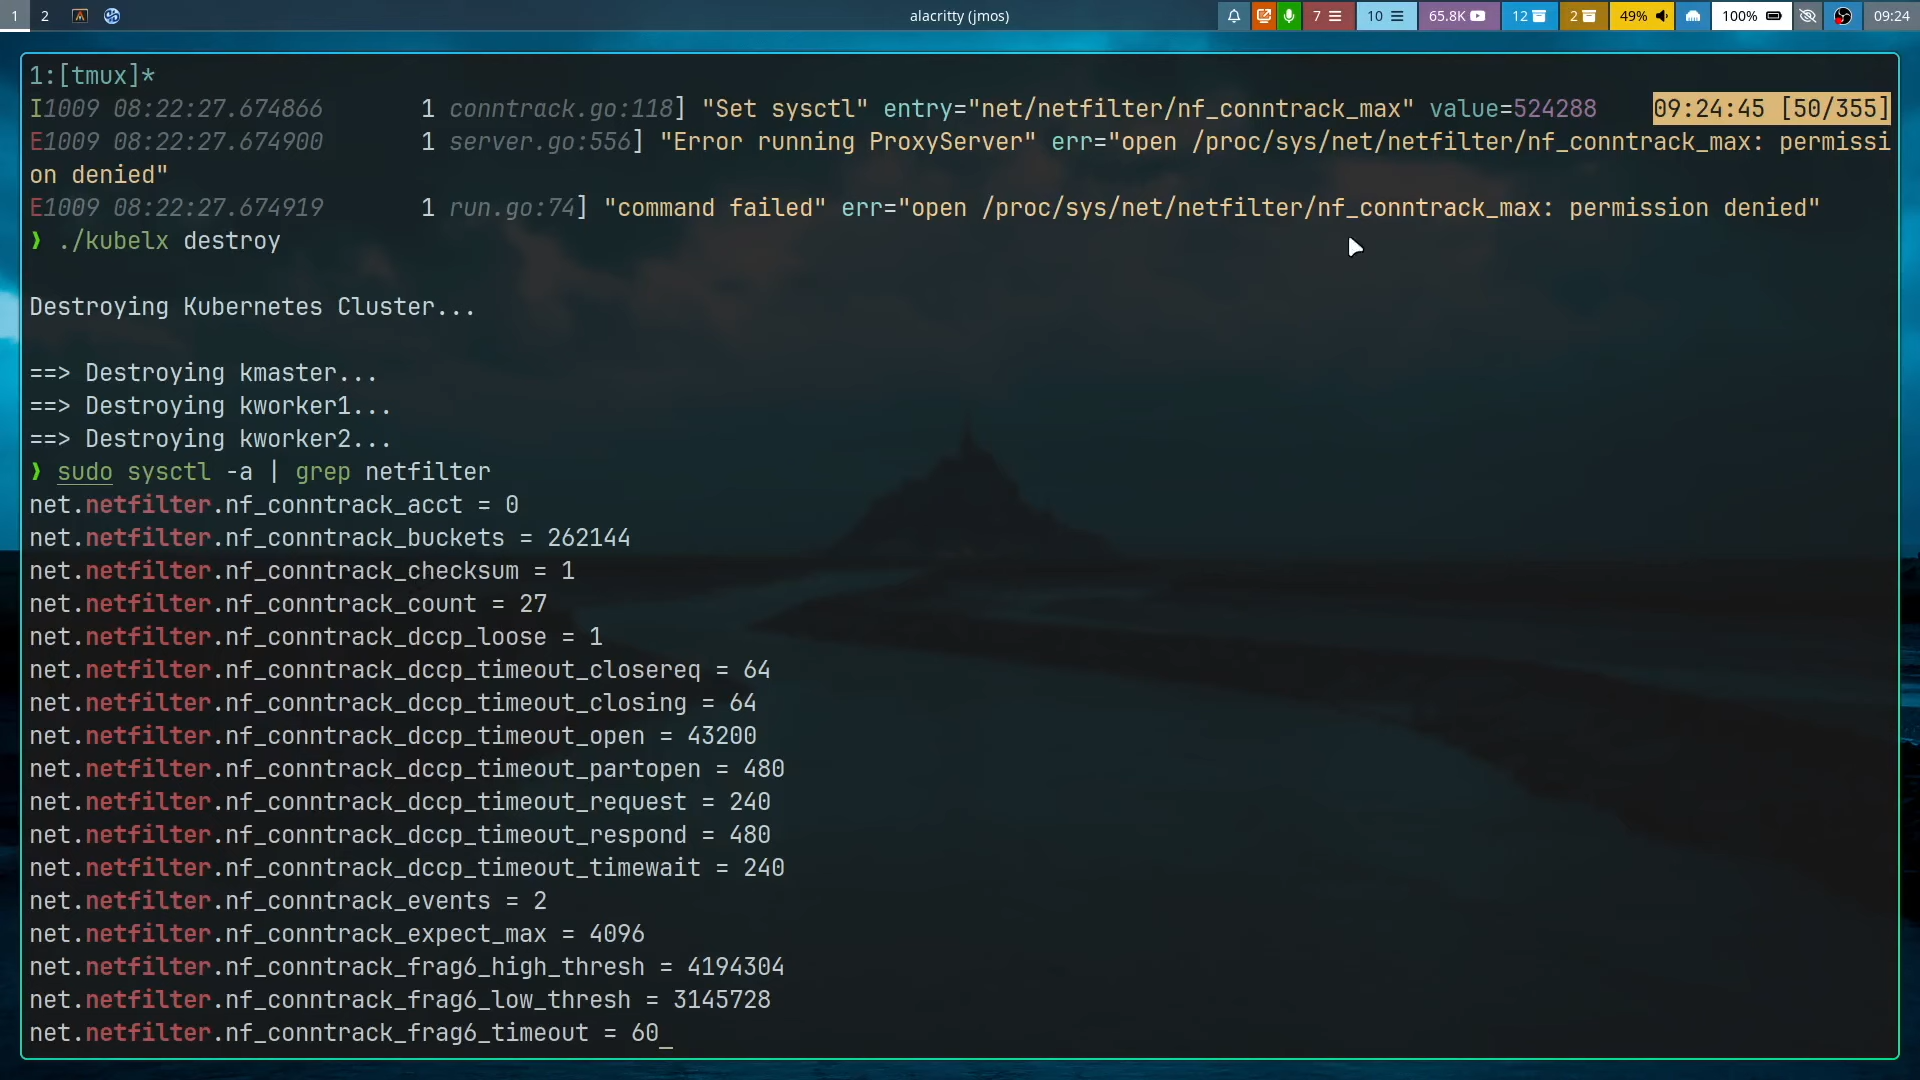 1 2 alacritty (jmos) 7 10 65.8K 12 2 49% 100% 09:24
1:[tmux]*
I1009 08:22:27.674866       1 conntrack.go:118] "Set sysctl" entry="net/netfilter/nf_conntrack_max" value=524288 09:24:45 [50/355]
E1009 08:22:27.674900       1 server.go:556] "Error running ProxyServer" err="open /proc/sys/net/netfilter/nf_conntrack_max: permissi
on denied"
E1009 08:22:27.674919       1 run.go:74] "command failed" err="open /proc/sys/net/netfilter/nf_conntrack_max: permission denied"
❱ ./kubelx destroy
Destroying Kubernetes Cluster...
==> Destroying kmaster...
==> Destroying kworker1...
==> Destroying kworker2...
❱ sudo sysctl -a | grep netfilter
net.netfilter.nf_conntrack_acct = 0
net.netfilter.nf_conntrack_buckets = 262144
net.netfilter.nf_conntrack_checksum = 1
net.netfilter.nf_conntrack_count = 27
net.netfilter.nf_conntrack_dccp_loose = 1
net.netfilter.nf_conntrack_dccp_timeout_closereq = 64
net.netfilter.nf_conntrack_dccp_timeout_closing = 64
net.netfilter.nf_conntrack_dccp_timeout_open = 43200
net.netfilter.nf_conntrack_dccp_timeout_partopen = 480
net.netfilter.nf_conntrack_dccp_timeout_request = 240
net.netfilter.nf_conntrack_dccp_timeout_respond = 480
net.netfilter.nf_conntrack_dccp_timeout_timewait = 240
net.netfilter.nf_conntrack_events = 2
net.netfilter.nf_conntrack_expect_max = 4096
net.netfilter.nf_conntrack_frag6_high_thresh = 4194304
net.netfilter.nf_conntrack_frag6_low_thresh = 3145728
net.netfilter.nf_conntrack_frag6_timeout = 60_